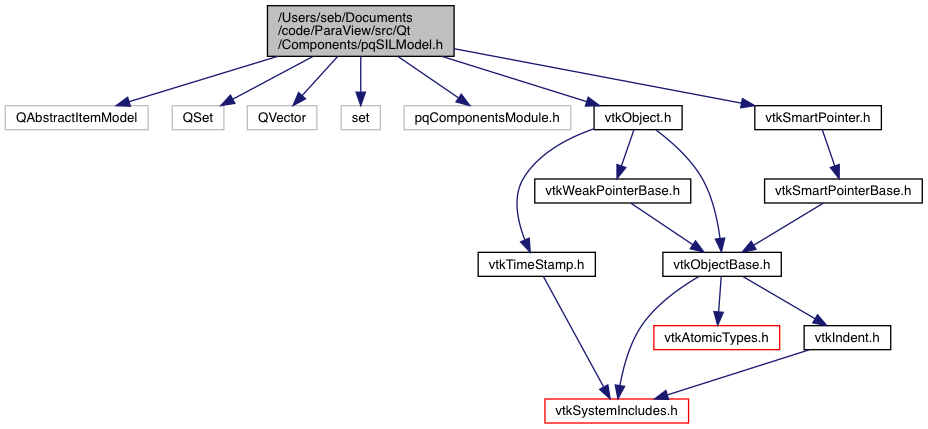 /Users/seb/Documents
/code/ParaView/src/Qt
/Components/pqSILModel.h
QAbstractItemModel
QSet
QVector
set
pqComponentsModule.h
vtkObject.h
vtkSmartPointer.h
vtkWeakPointerBase.h
vtkSmartPointerBase.h
vtkTimeStamp.h
vtkObjectBase.h
vtkAtomicTypes.h
vtkIndent.h
vtkSystemIncludes.h